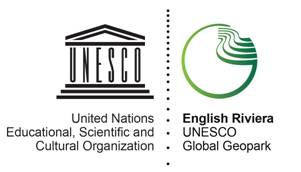 UNESCO
United Nations
Educational, Scientific and
Cultural Organization
English Riviera
UNESCO
Global Geopark